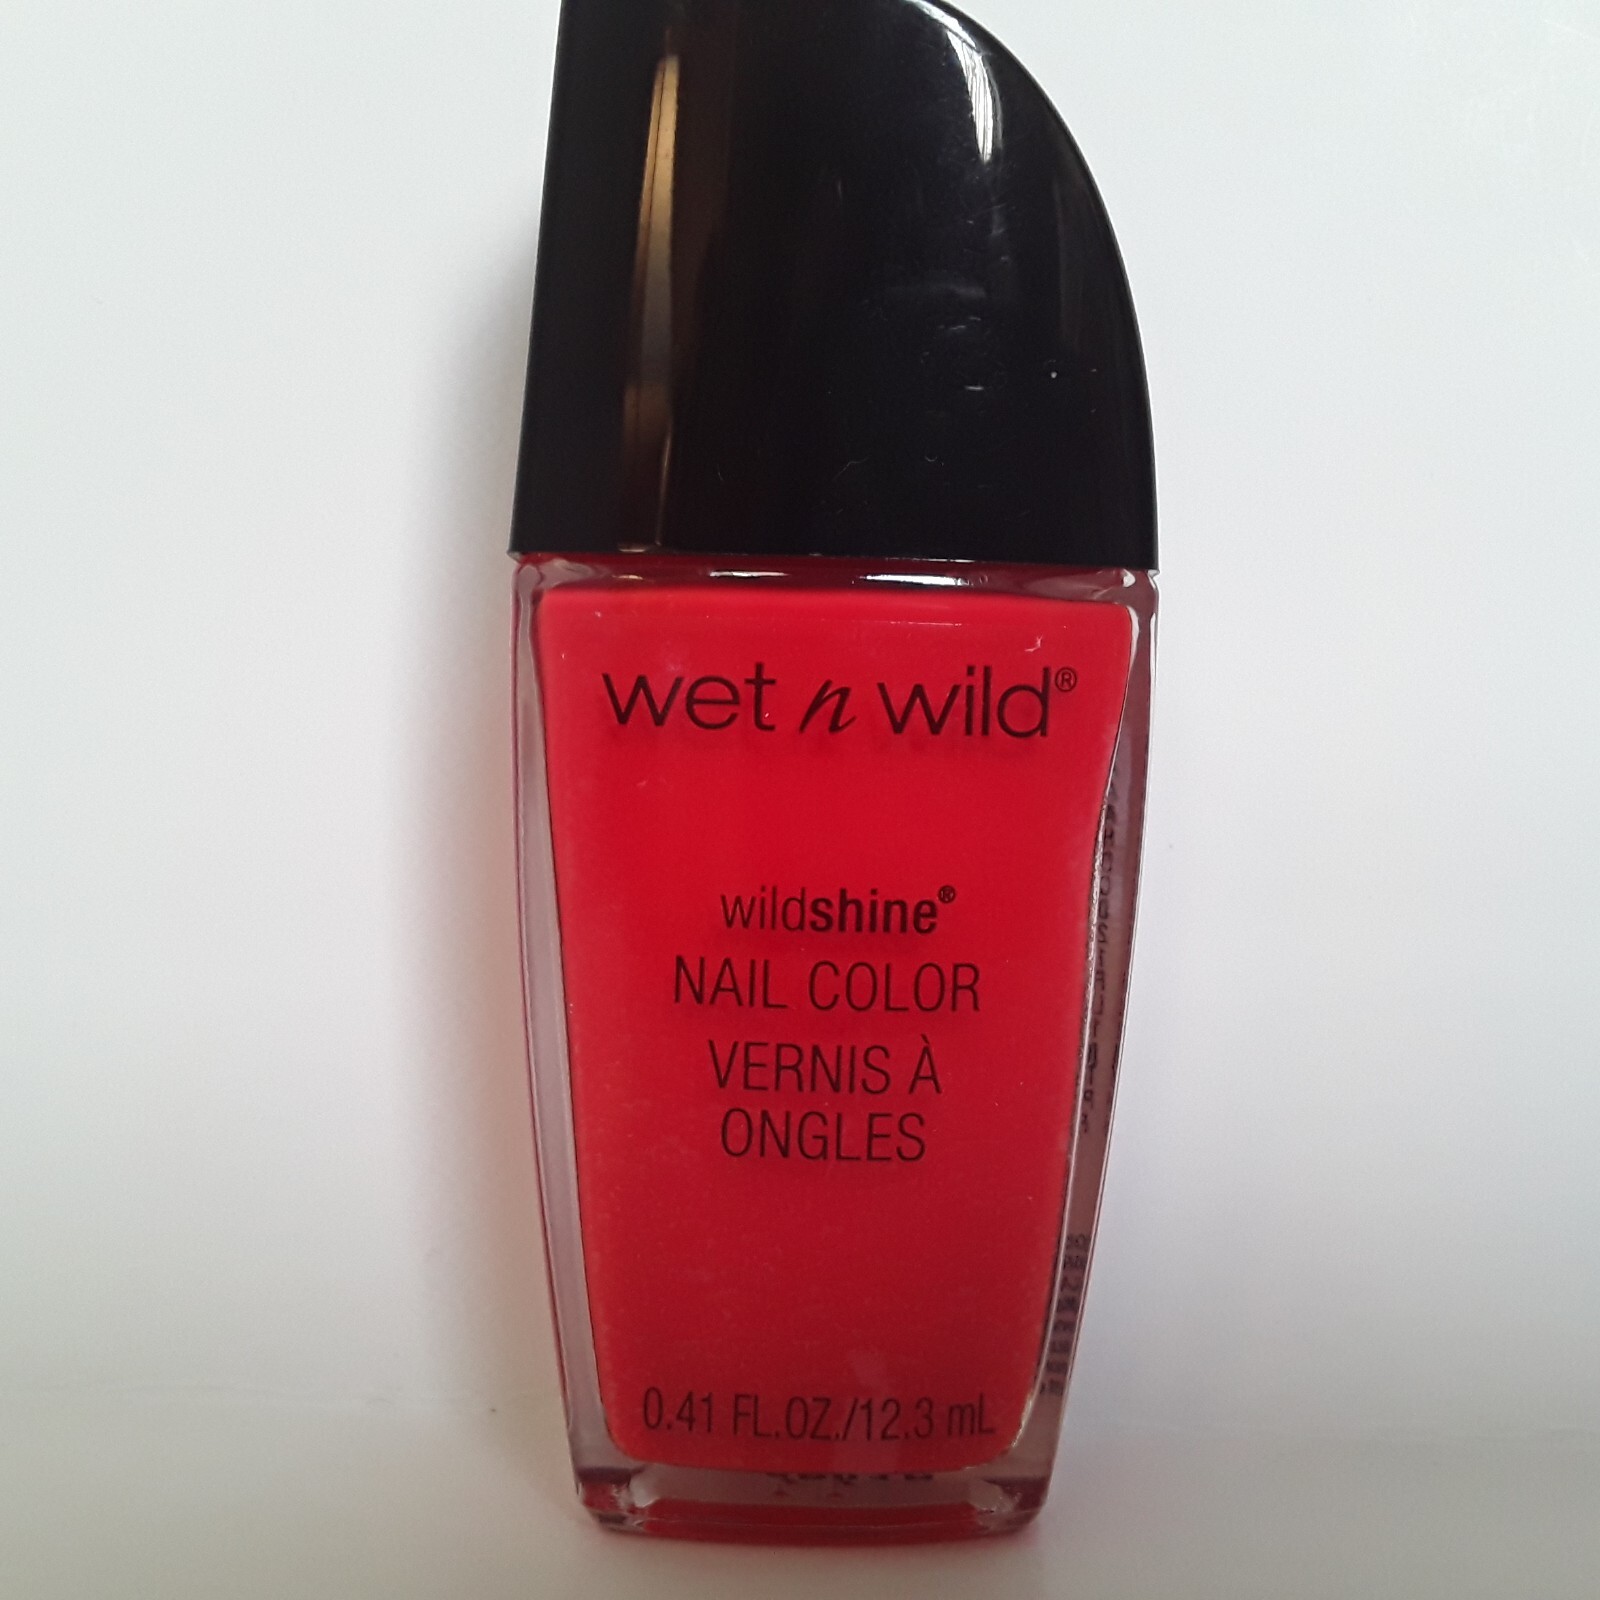 wet n wild®
wildshine®
NAIL COLOR
VERNIS À
ONGLES
0.41 FL.OZ./12.3 mL